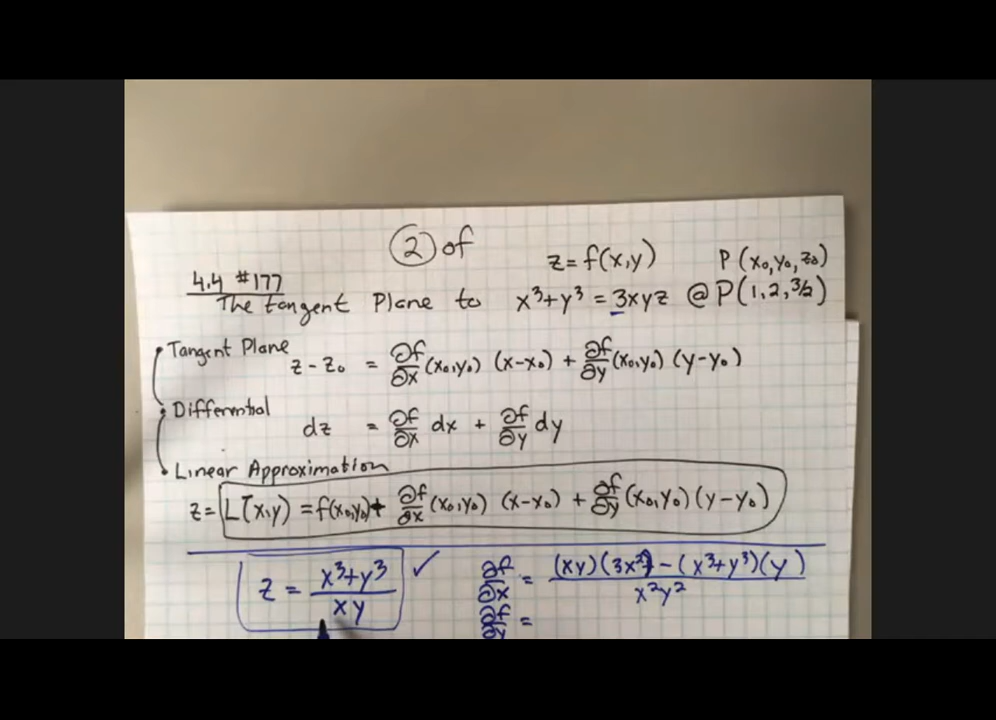 ② of
z = f(x,y) P(x₀,y₀,z₀)
4.4 #177
The tangent Plane to x³+y³ = 3xyz @ P(1,2,3/2)
• Tangent Plane
z - z₀ = ∂f/∂x (x₀,y₀) (x-x₀) + ∂f/∂y (x₀,y₀) (y-y₀)
• Differential
dz = ∂f/∂x dx + ∂f/∂y dy
• Linear Approximation
z = L(x,y) = f(x₀,y₀) + ∂f/∂x (x₀,y₀) (x-x₀) + ∂f/∂y (x₀,y₀) (y-y₀)
z = x³+y³/xy ✓ ∂f/∂x = (xy)(3x²) - (x³+y³)(y)/x²y²
∂f/∂y =